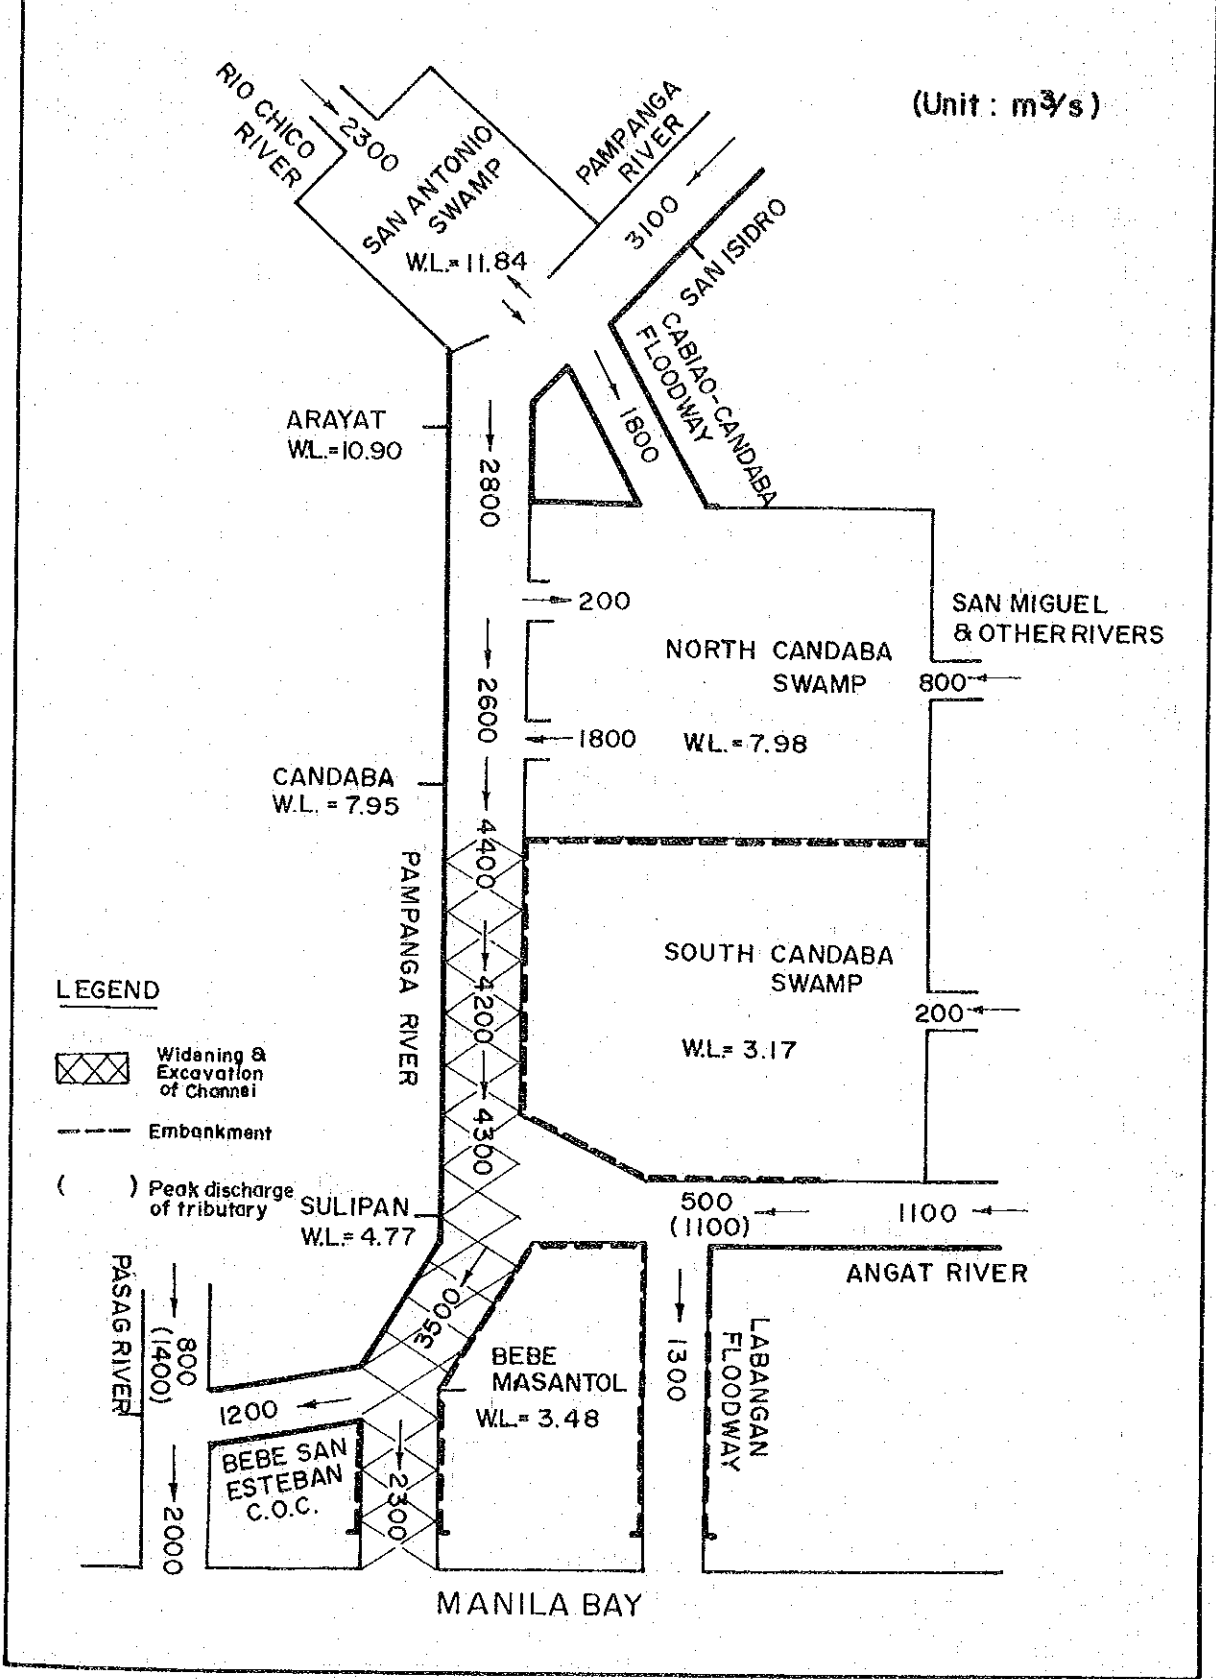 (Unit : m³/s)
RIO CHICO
RIVER
2300
SAN ANTONIO
SWAMP
W.L.= 11.84
PAMPANGA
RIVER
3100
SAN ISIDRO
CABIAO-CANDABA
FLOODWAY
1800
ARAYAT
W.L.=10.90
2800
200
SAN MIGUEL
& OTHER RIVERS
NORTH CANDABA
SWAMP
800
2600
1800
W.L.= 7.98
CANDABA
W.L. = 7.95
4400
PAMPANGA RIVER
SOUTH CANDABA
SWAMP
4200
200
W.L.= 3.17
LEGEND
Widening &
Excavation
of Channel
Embankment
( ) Peak discharge
of tributary
4300
SULIPAN
W.L.= 4.77
500
(1100)
1100
ANGAT RIVER
PASAG RIVER
800
(1400)
3500
1300
LABANGAN
FLOODWAY
BEBE
MASANTOL
W.L.= 3.48
1200
BEBE SAN
ESTEBAN
C.O.C.
2300
2000
MANILA BAY